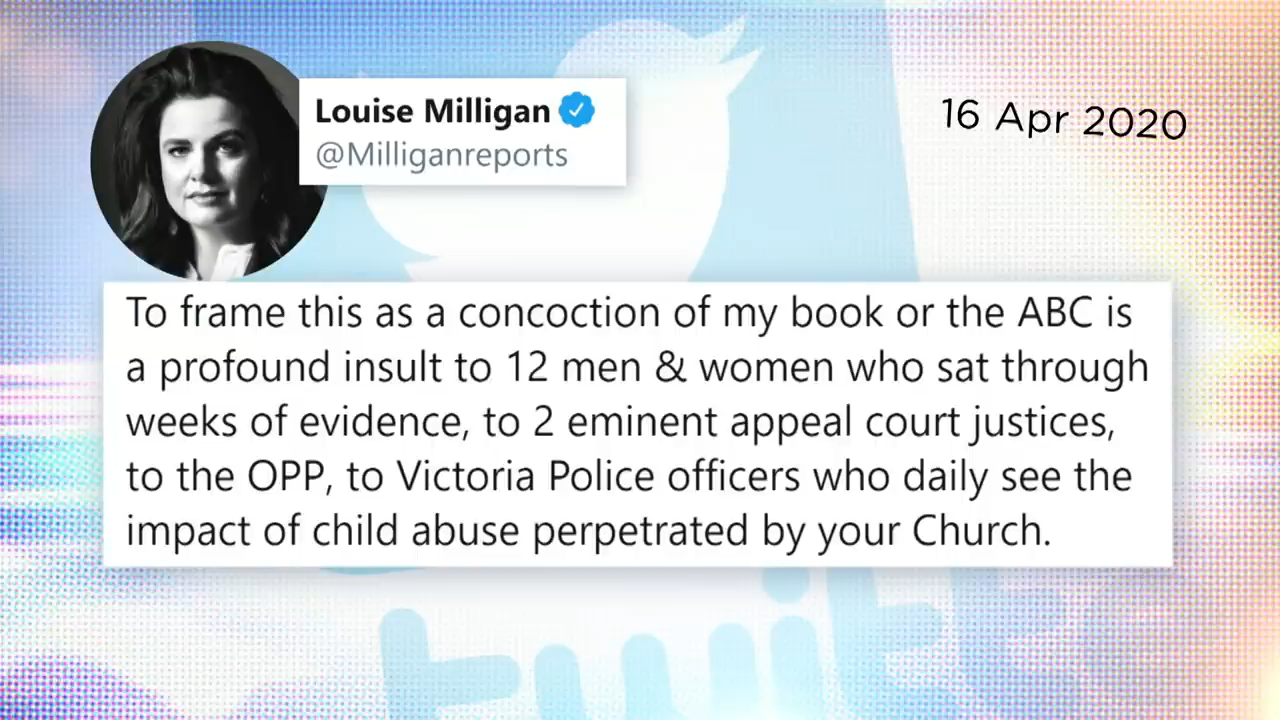 Louise Milligan
@Milliganreports
16 Apr 2020
To frame this as a concoction of my book or the ABC is
a profound insult to 12 men & women who sat through
weeks of evidence, to 2 eminent appeal court justices,
to the OPP, to Victoria Police officers who daily see the
impact of child abuse perpetrated by your Church.
twitte